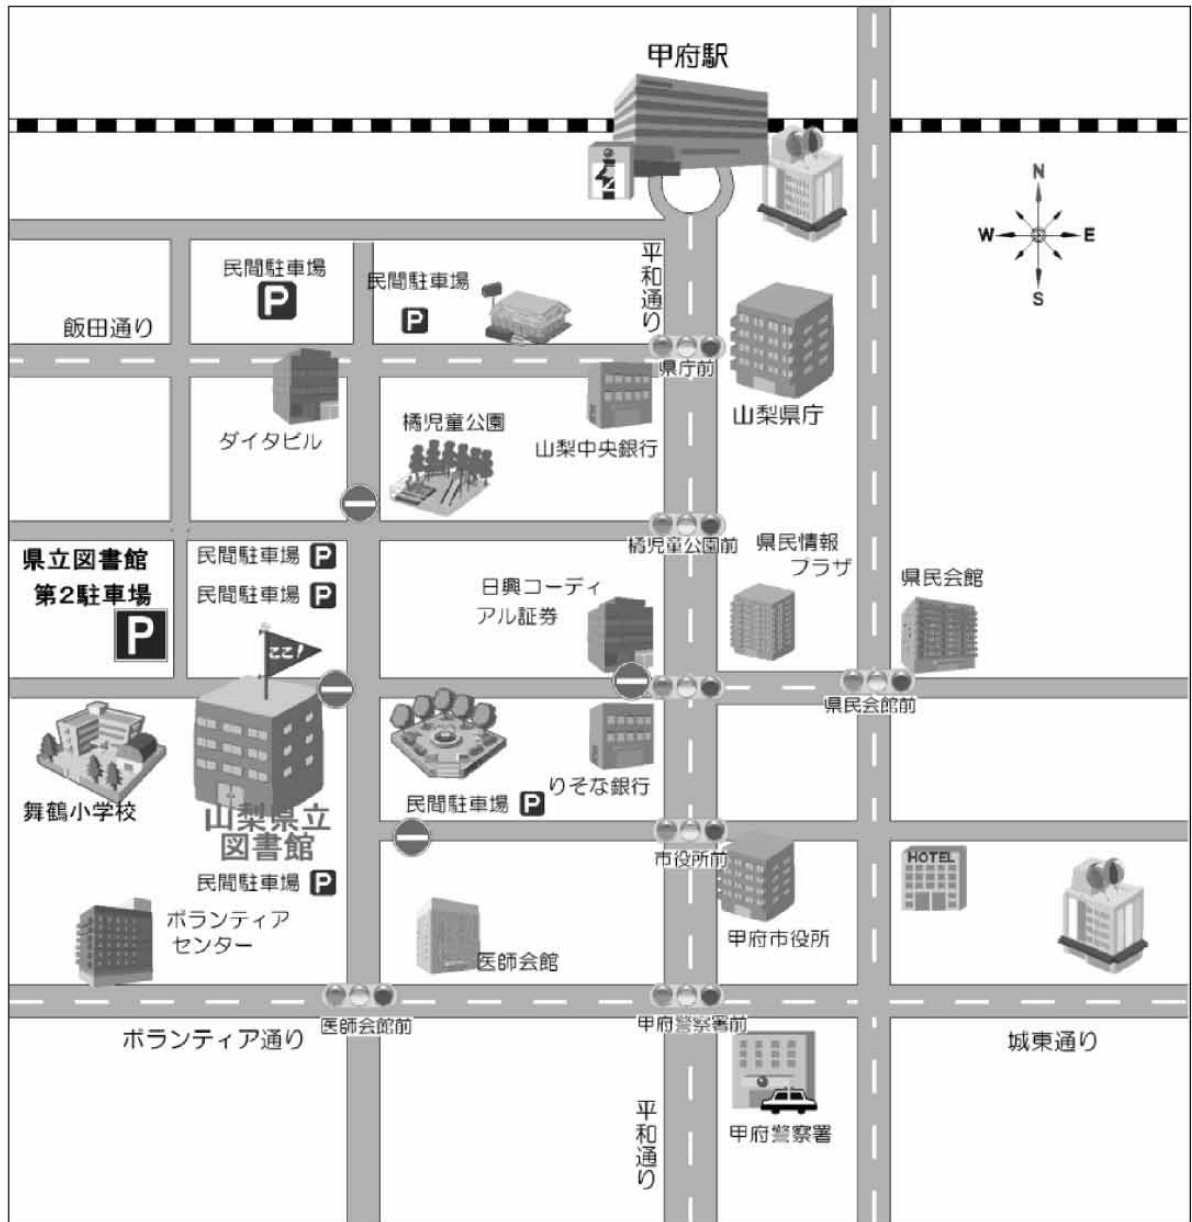 甲府駅
N
W
E
S
平和通り
民間駐車場
P
民間駐車場
P
飯田通り
県庁前
山梨県庁
ダイタビル
橘児童公園
山梨中央銀行
橘児童公園前
県立図書館
第2駐車場
P
民間駐車場 P
民間駐車場 P
ここ!
日興コーディ
アル証券
県民情報
プラザ
県民会館
県民会館前
舞鶴小学校
山梨県立
図書館
りそな銀行
民間駐車場 P
市役所前
民間駐車場 P
ボランティア
センター
医師会館
甲府市役所
HOTEL
医師会館前
甲府警察署前
ボランティア通り
城東通り
平和通り
甲府警察署